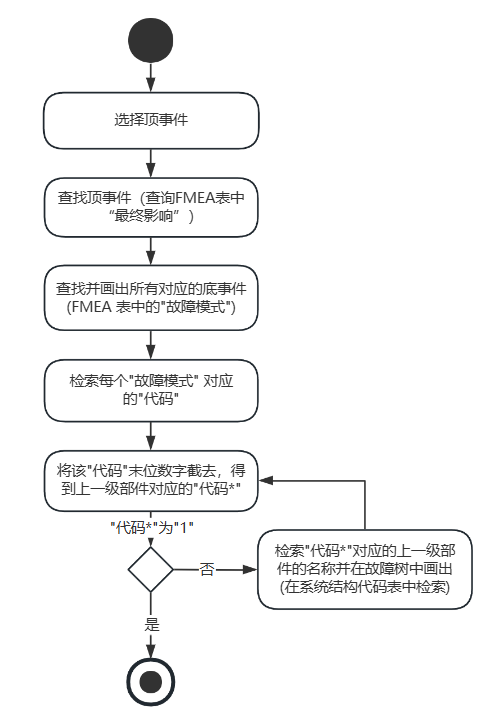 选择顶事件
查找顶事件（查询FMEA表中
“最终影响”）
查找并画出所有对应的底事件
(FMEA 表中的"故障模式")
检索每个"故障模式" 对应
的"代码"
将该"代码"末位数字截去，得
到上一级部件对应的"代码*"
"代码*"为"1"
否
检索"代码*"对应的上一级部
件的名称并在故障树中画出
(在系统结构代码表中检索)
是